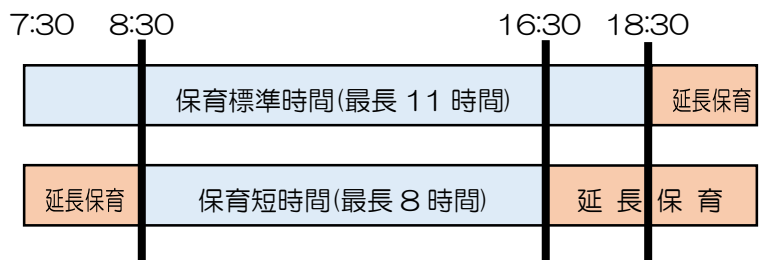 7:30 8:30 16:30 18:30
保育標準時間(最長 11 時間) 延長保育
延長保育 保育短時間(最長 8 時間) 延 長 保 育